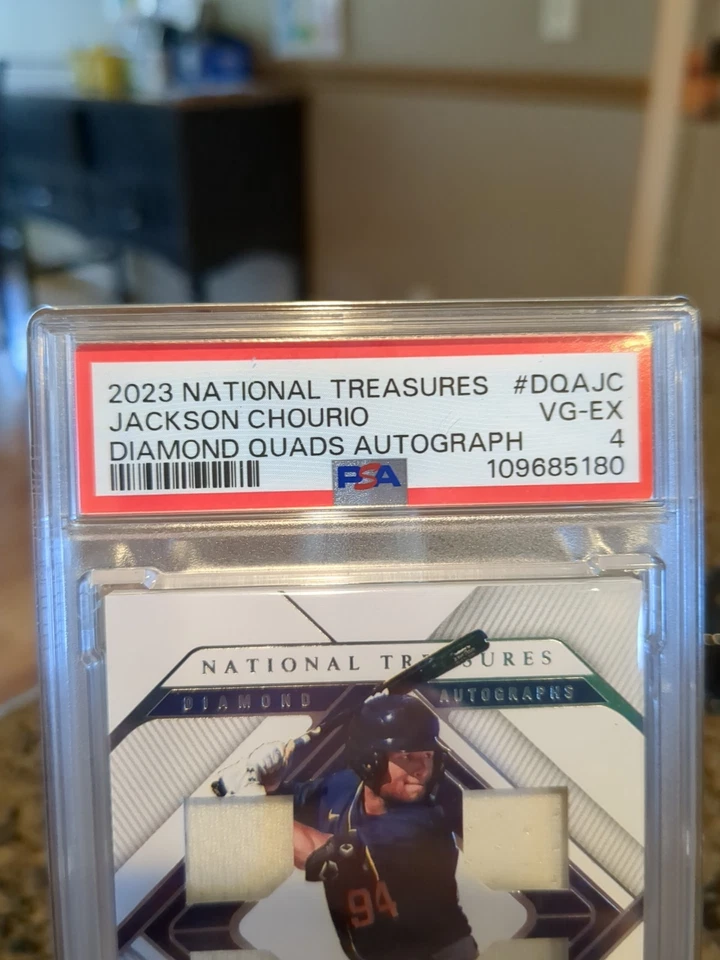 2023 NATIONAL TREASURES #DQAJC
JACKSON CHOURIO VG-EX
DIAMOND QUADS AUTOGRAPH 4
PSA 109685180
NATIONAL TREASURES
DIAMOND AUTOGRAPHS
94